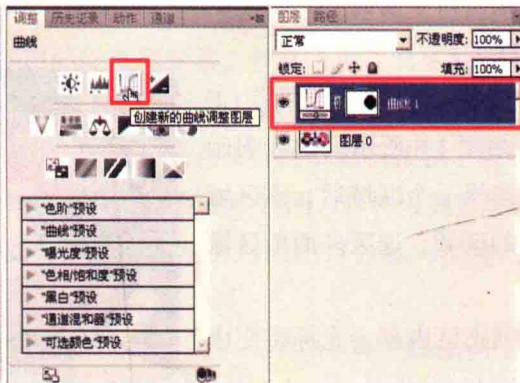 调整 历史记录 动作 通道
曲线
创建新的曲线调整图层
"色阶"预设
"曲线"预设
"曝光度"预设
"色相/饱和度"预设
"黑白"预设
"通道混和器"预设
"可选颜色"预设
图层 路径
正常 不透明度: 100%
锁定: 填充: 100%
曲线 1
图层 0